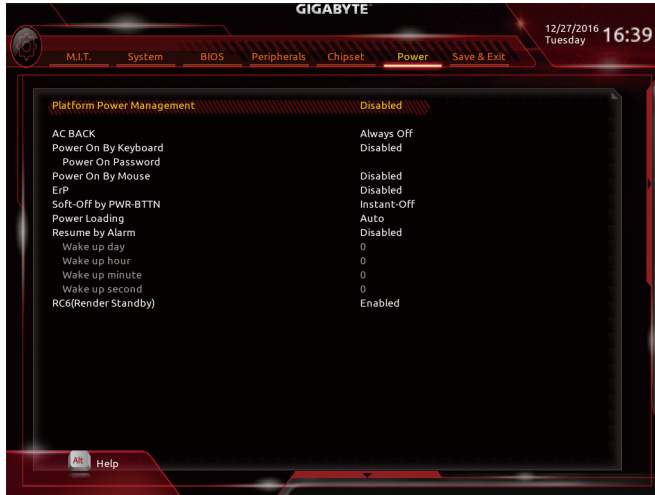 GIGABYTE™
12/27/2016 16:39
Tuesday
M.I.T. System BIOS Peripherals Chipset Power Save & Exit
Platform Power Management Disabled
AC BACK Always Off
Power On By Keyboard Disabled
Power On Password
Power On By Mouse Disabled
ErP Disabled
Soft-Off by PWR-BTTN Instant-Off
Power Loading Auto
Resume by Alarm Disabled
Wake up day 0
Wake up hour 0
Wake up minute 0
Wake up second 0
RC6(Render Standby) Enabled
Alt Help